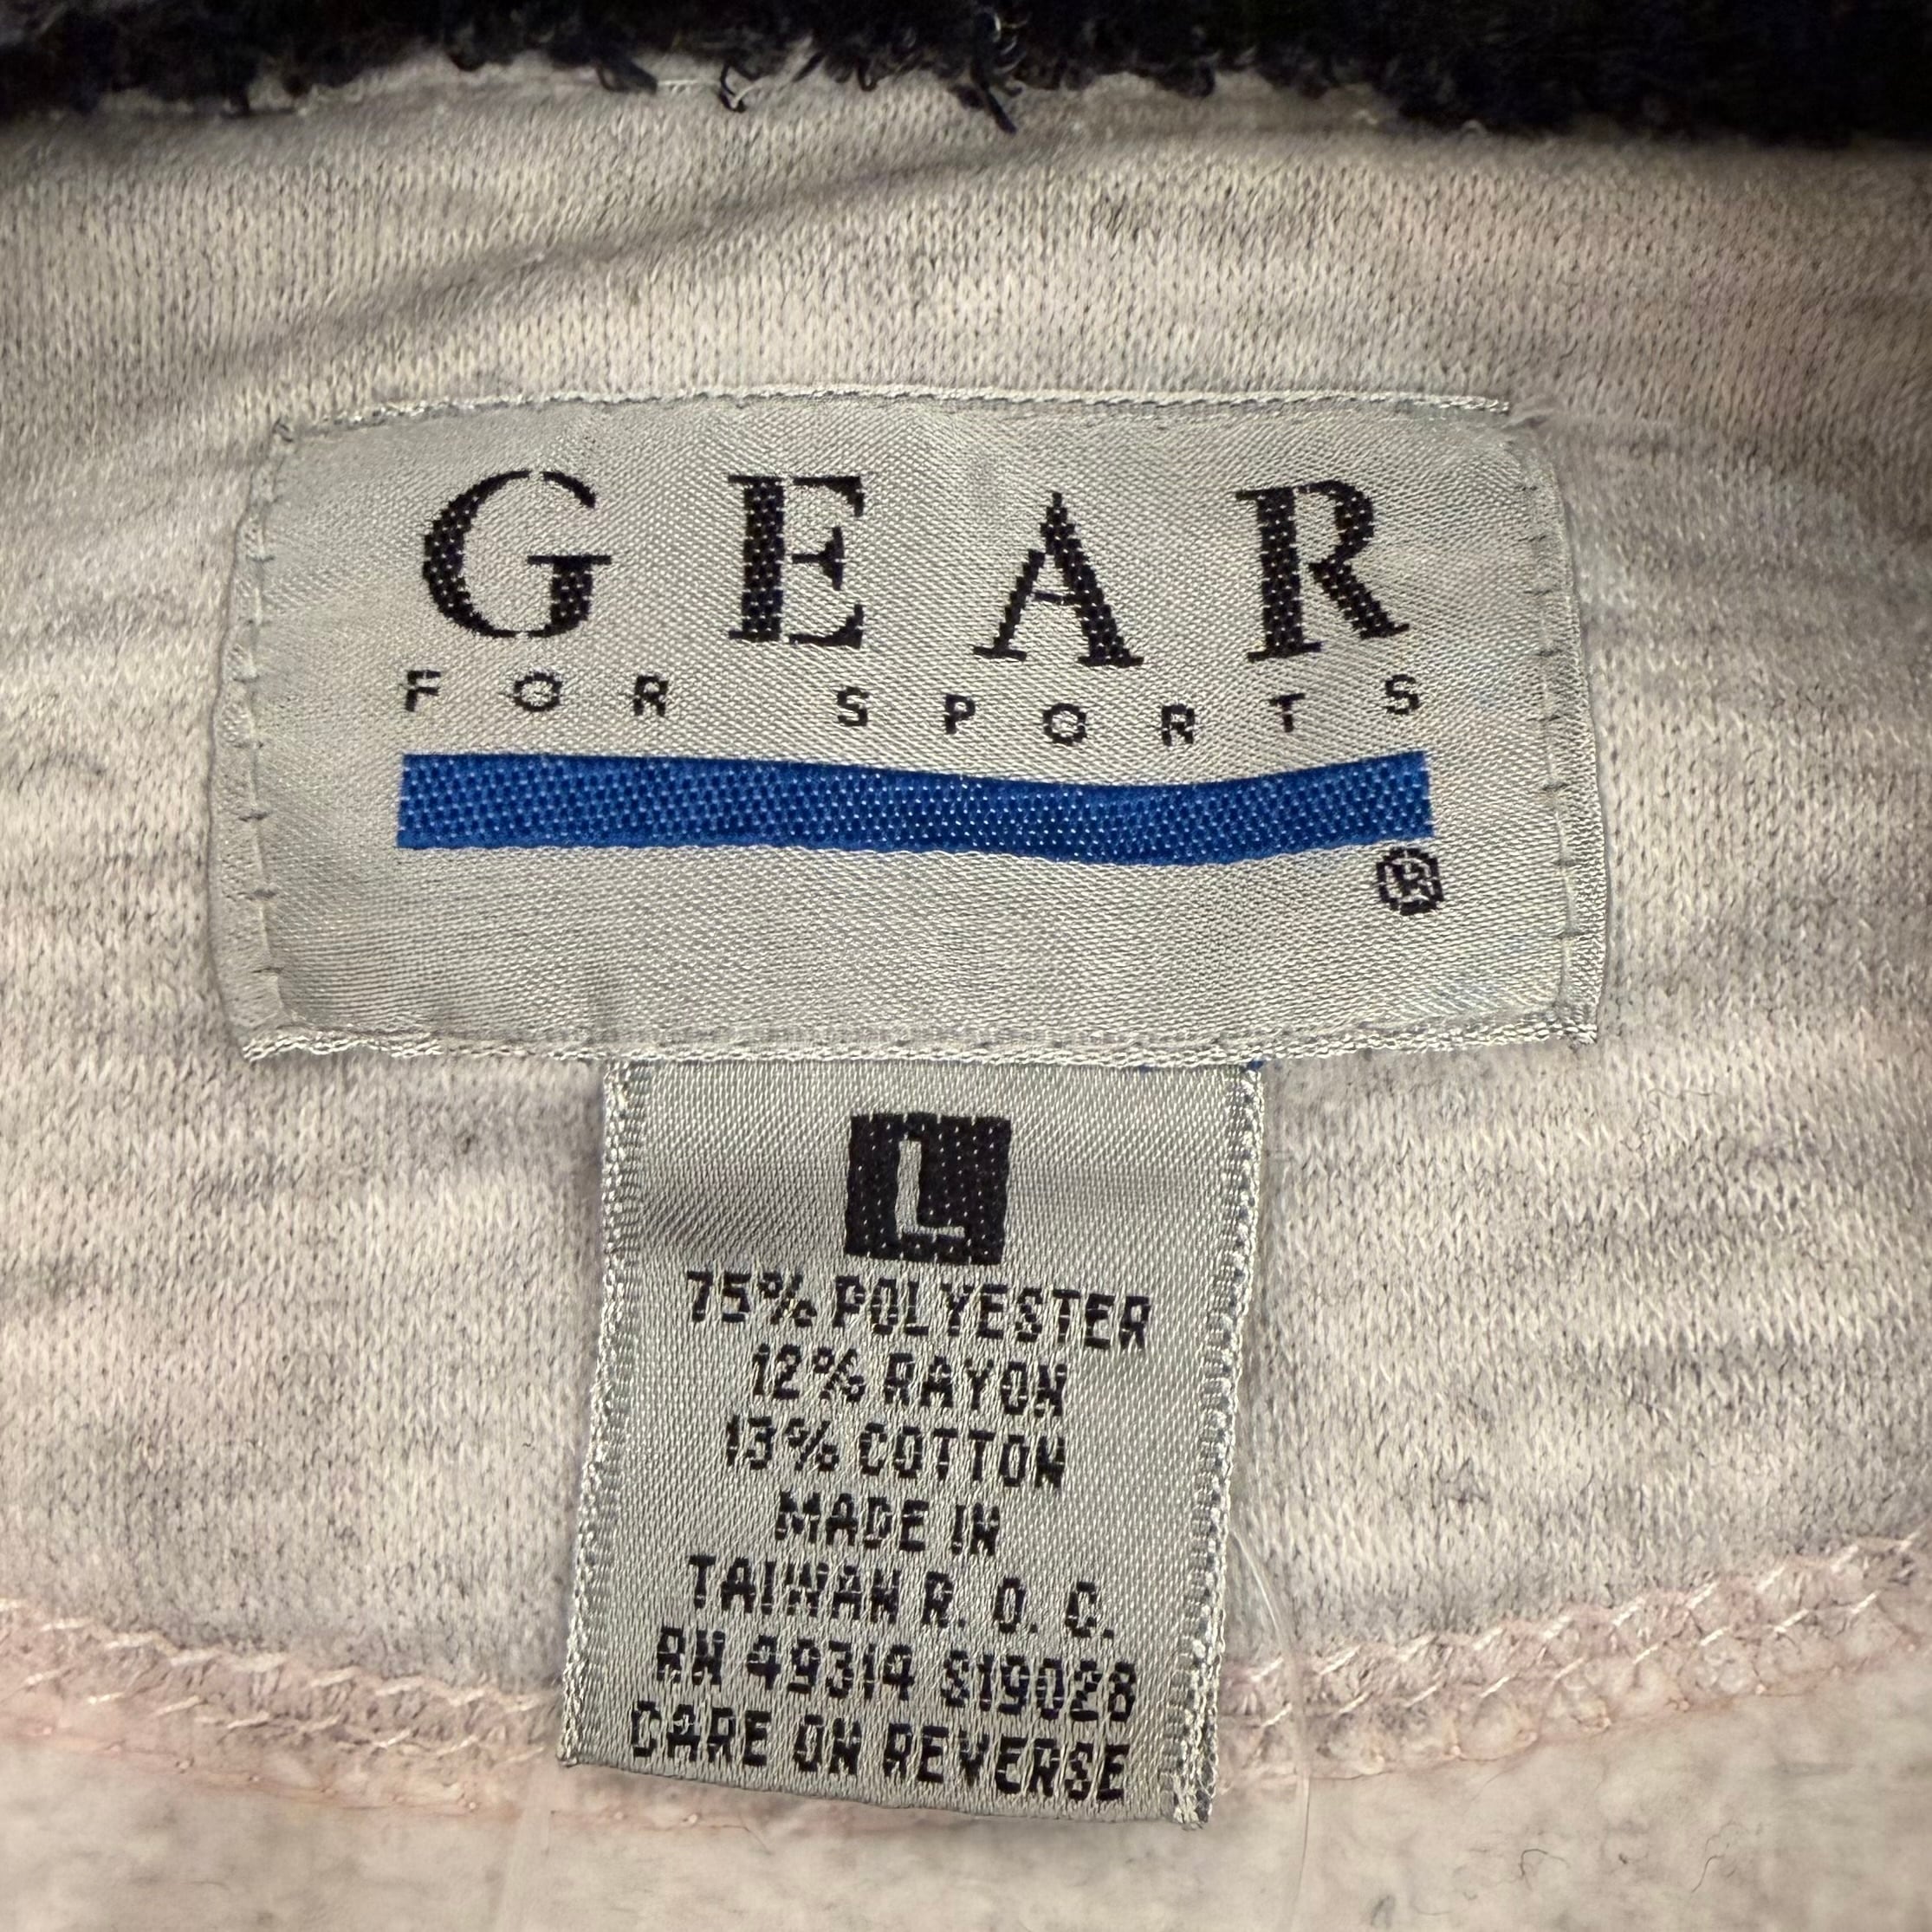 GEAR
FOR SPORTS
®
L
75% POLYESTER
12% RAYON
13% COTTON
MADE IN
TAIWAN R. O. C.
RN 49314 S19028
CARE ON REVERSE